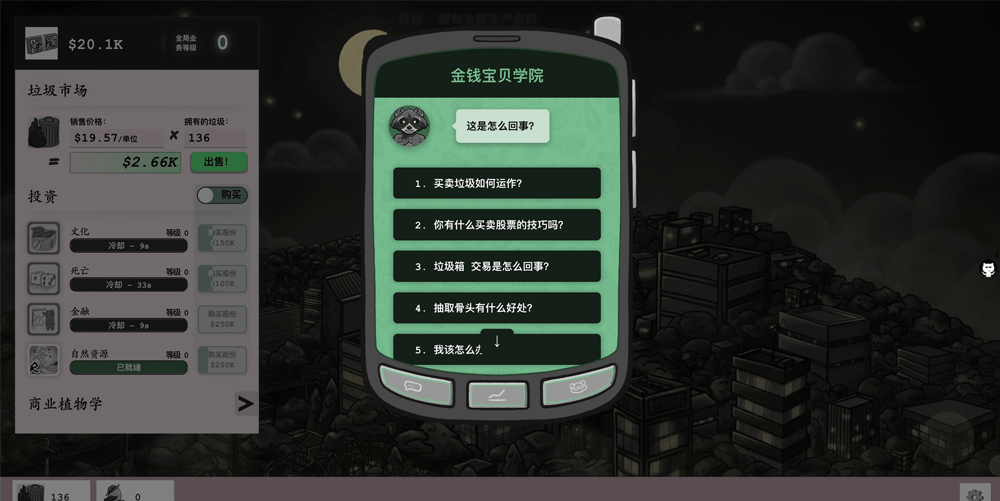 $20.1K
全局业
务等级
0
垃圾市场
销售价格:
拥有的垃圾:
$19.57/单位
×
136
=
$2.66K
出售!
投资
购买
文化
等级 0
冷却 – 9s
购买股份
$150K
死亡
等级 0
冷却 – 33s
购买股份
$100K
金融
等级 0
冷却 – 9s
购买股份
$250K
自然资源
等级 0
已就绪
购买股份
$200K
商业植物学
>
金钱宝贝学院
这是怎么回事?
1. 买卖垃圾如何运作?
2. 你有什么买卖股票的技巧吗?
3. 垃圾箱 交易是怎么回事?
4. 抽取骨头有什么好处?
5. 我该怎么
↓
136
0